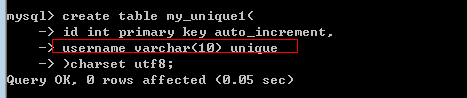 mysql> create table my_unique1(
    -> id int primary key auto_increment,
    -> username varchar(10) unique
    -> )charset utf8;
Query OK, 0 rows affected (0.05 sec)